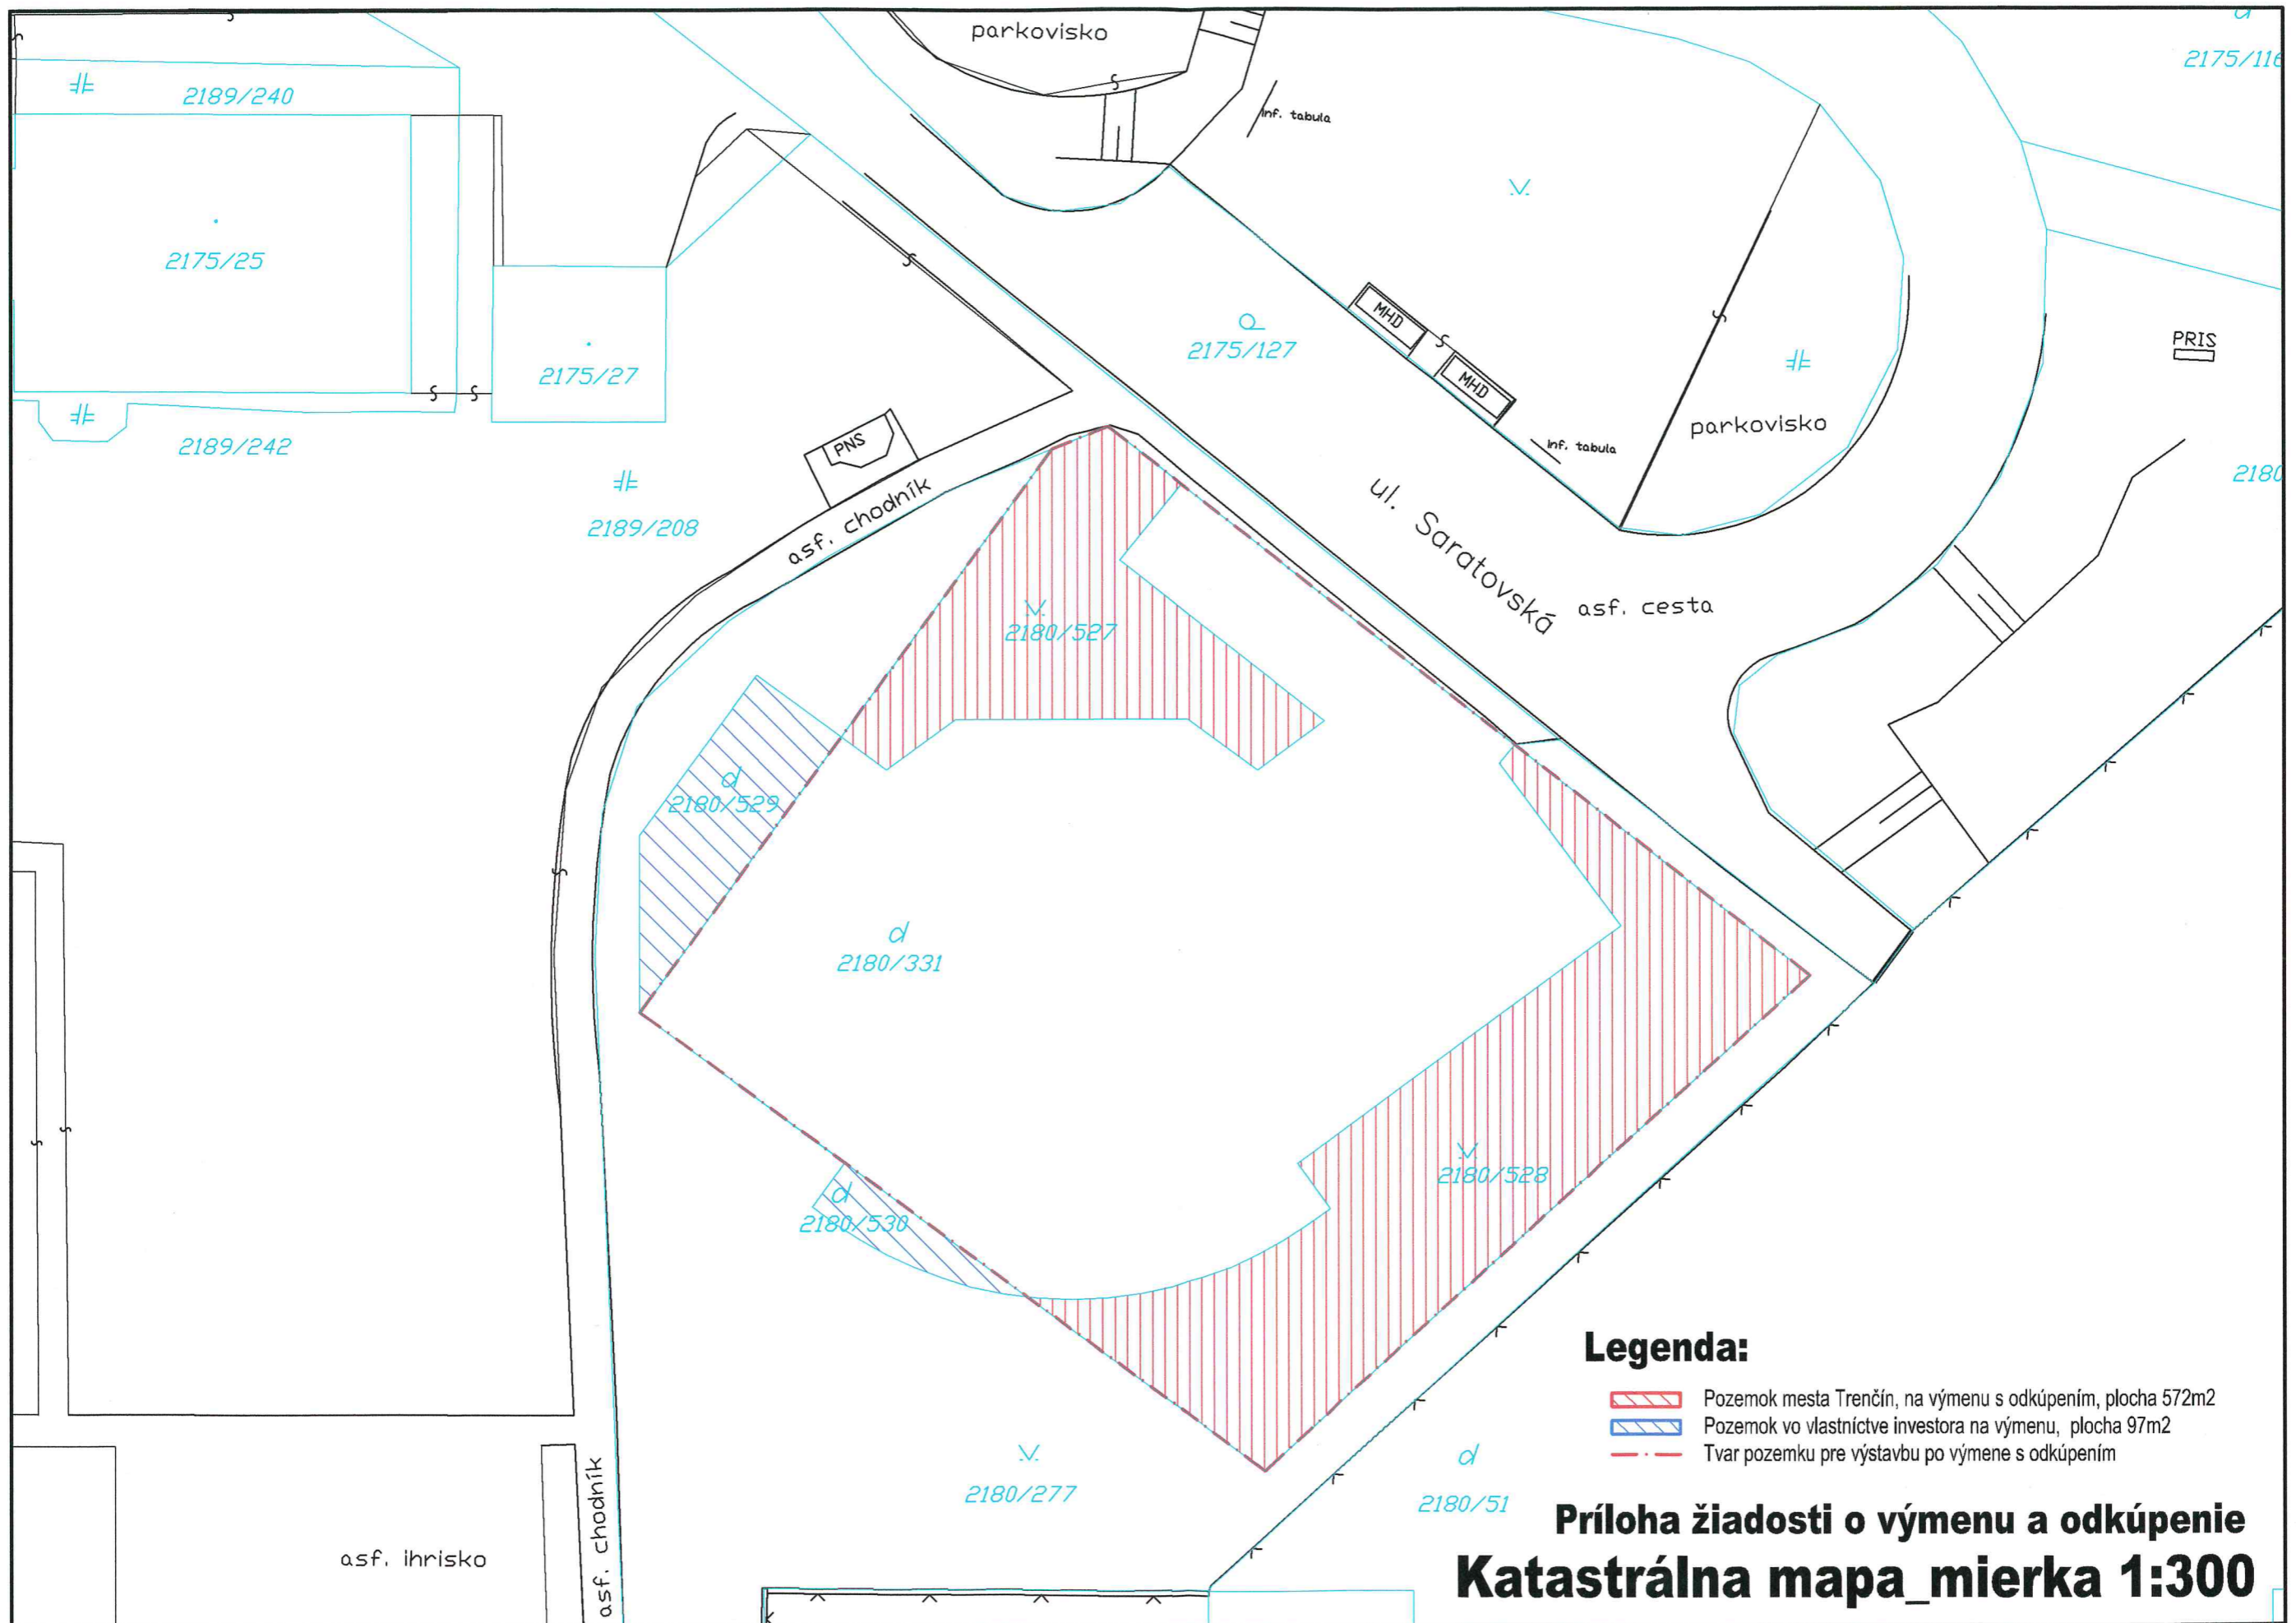 parkovisko
2175/116
2189/240
inf. tabula
2175/25
2175/127
MHD
MHD
PRIS
2175/27
parkovisko
2189/242
PNS
inf. tabula
2180
asf. chodník
ul. Saratovská
2189/208
asf. cesta
2180/527
d
2180/529
d
2180/331
2180/528
d
2180/530
Legenda:
Pozemok mesta Trenčín, na výmenu s odkúpením, plocha 572m2
Pozemok vo vlastníctve investora na výmenu, plocha 97m2
Tvar pozemku pre výstavbu po výmene s odkúpením
2180/277
d
2180/51
asf. chodník
asf. ihrisko
Príloha žiadosti o výmenu a odkúpenie
Katastrálna mapa_mierka 1:300